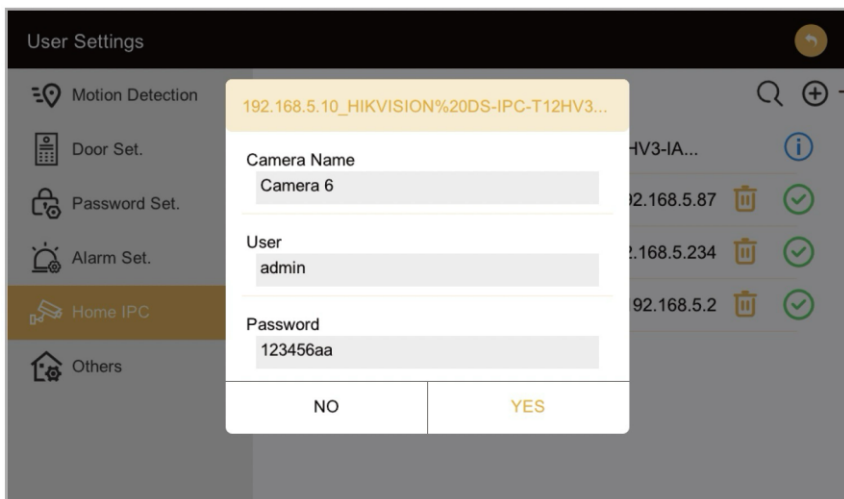 User Settings
Motion Detection
Door Set.
Password Set.
Alarm Set.
Home IPC
Others
192.168.5.10_HIKVISION%20DS-IPC-T12HV3...
Camera Name
Camera 6
User
admin
Password
123456aa
NO
YES
HV3-IA...
92.168.5.87
2.168.5.234
192.168.5.2